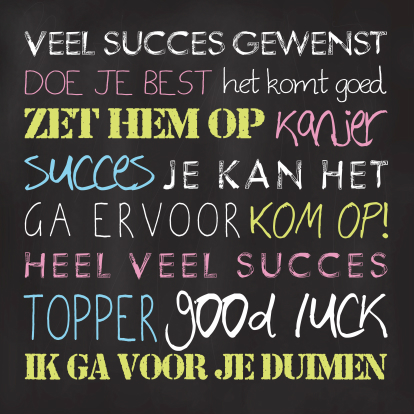 VEEL SUCCES GEWENST
DOE JE BEST het komt goed
ZET HEM OP kanjer
succes JE KAN HET
GA ERVOOR KOM OP!
HEEL VEEL SUCCES
TOPPER good luck
IK GA VOOR JE DUIMEN